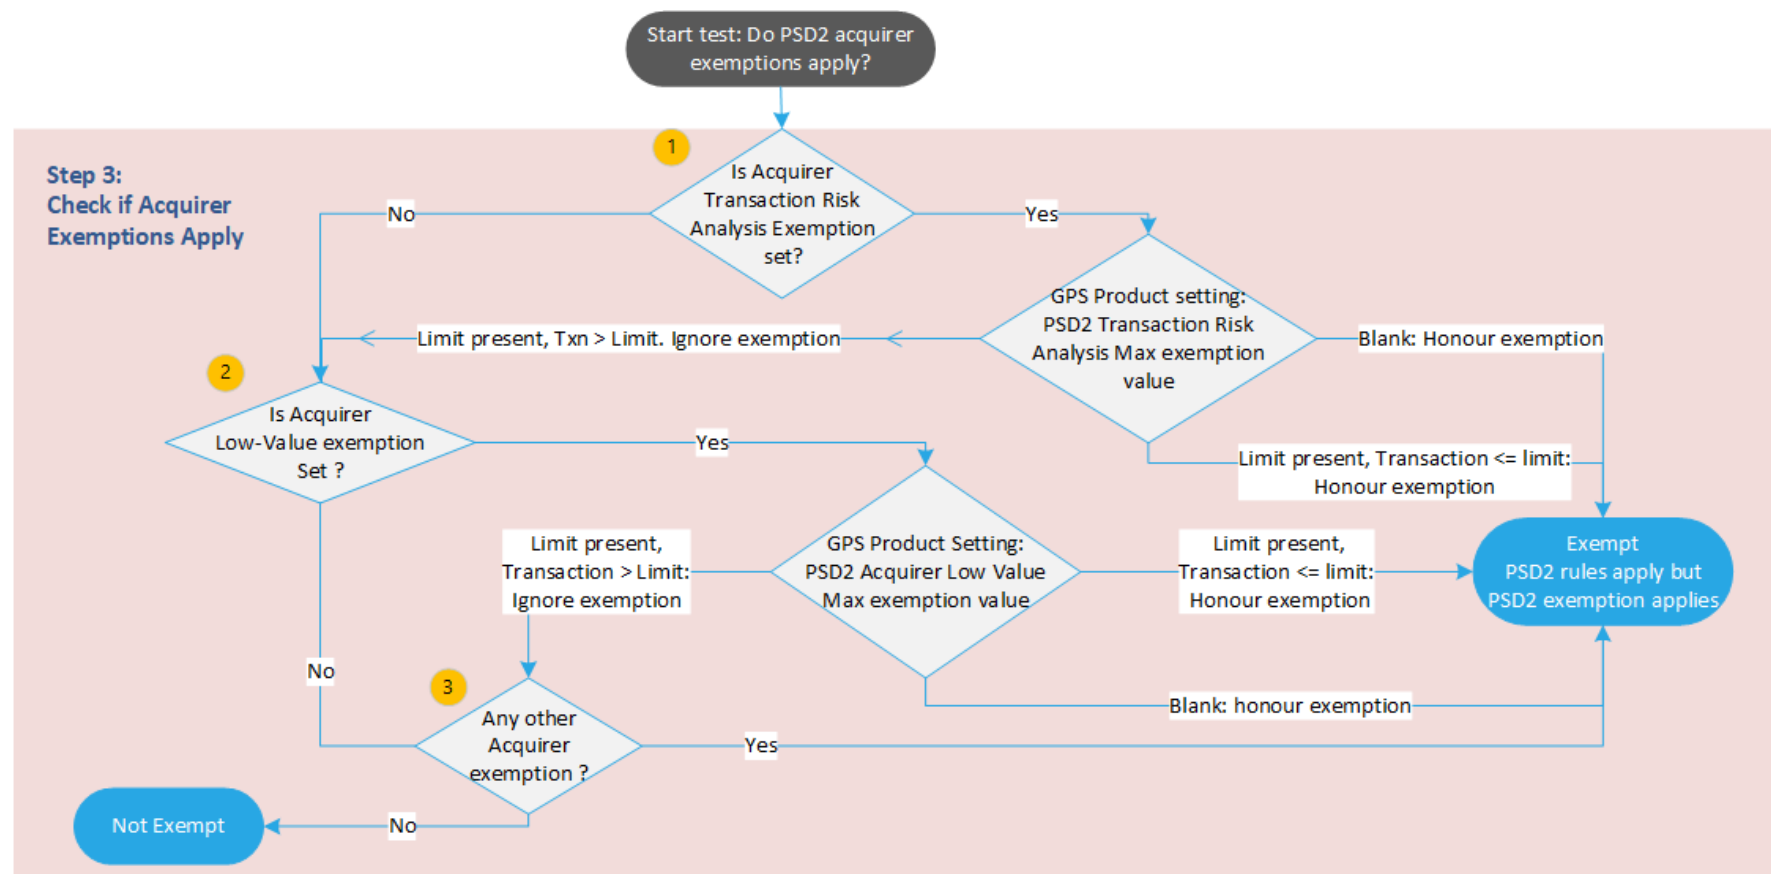 Start test: Do PSD2 acquirer
exemptions apply?
Step 3:
Check if Acquirer
Exemptions Apply
1
Is Acquirer
Transaction Risk
Analysis Exemption
set?
No
Yes
GPS Product setting:
PSD2 Transaction Risk
Analysis Max exemption
value
Limit present, Txn > Limit. Ignore exemption
Blank: Honour exemption
2
Is Acquirer
Low-Value exemption
Set ?
Yes
Limit present, Transaction <= limit:
Honour exemption
Limit present,
Transaction > Limit:
Ignore exemption
GPS Product Setting:
PSD2 Acquirer Low Value
Max exemption value
Limit present,
Transaction <= limit:
Honour exemption
Exempt
PSD2 rules apply but
PSD2 exemption applies
No
3
Any other
Acquirer
exemption ?
Blank: honour exemption
Yes
Not Exempt
No